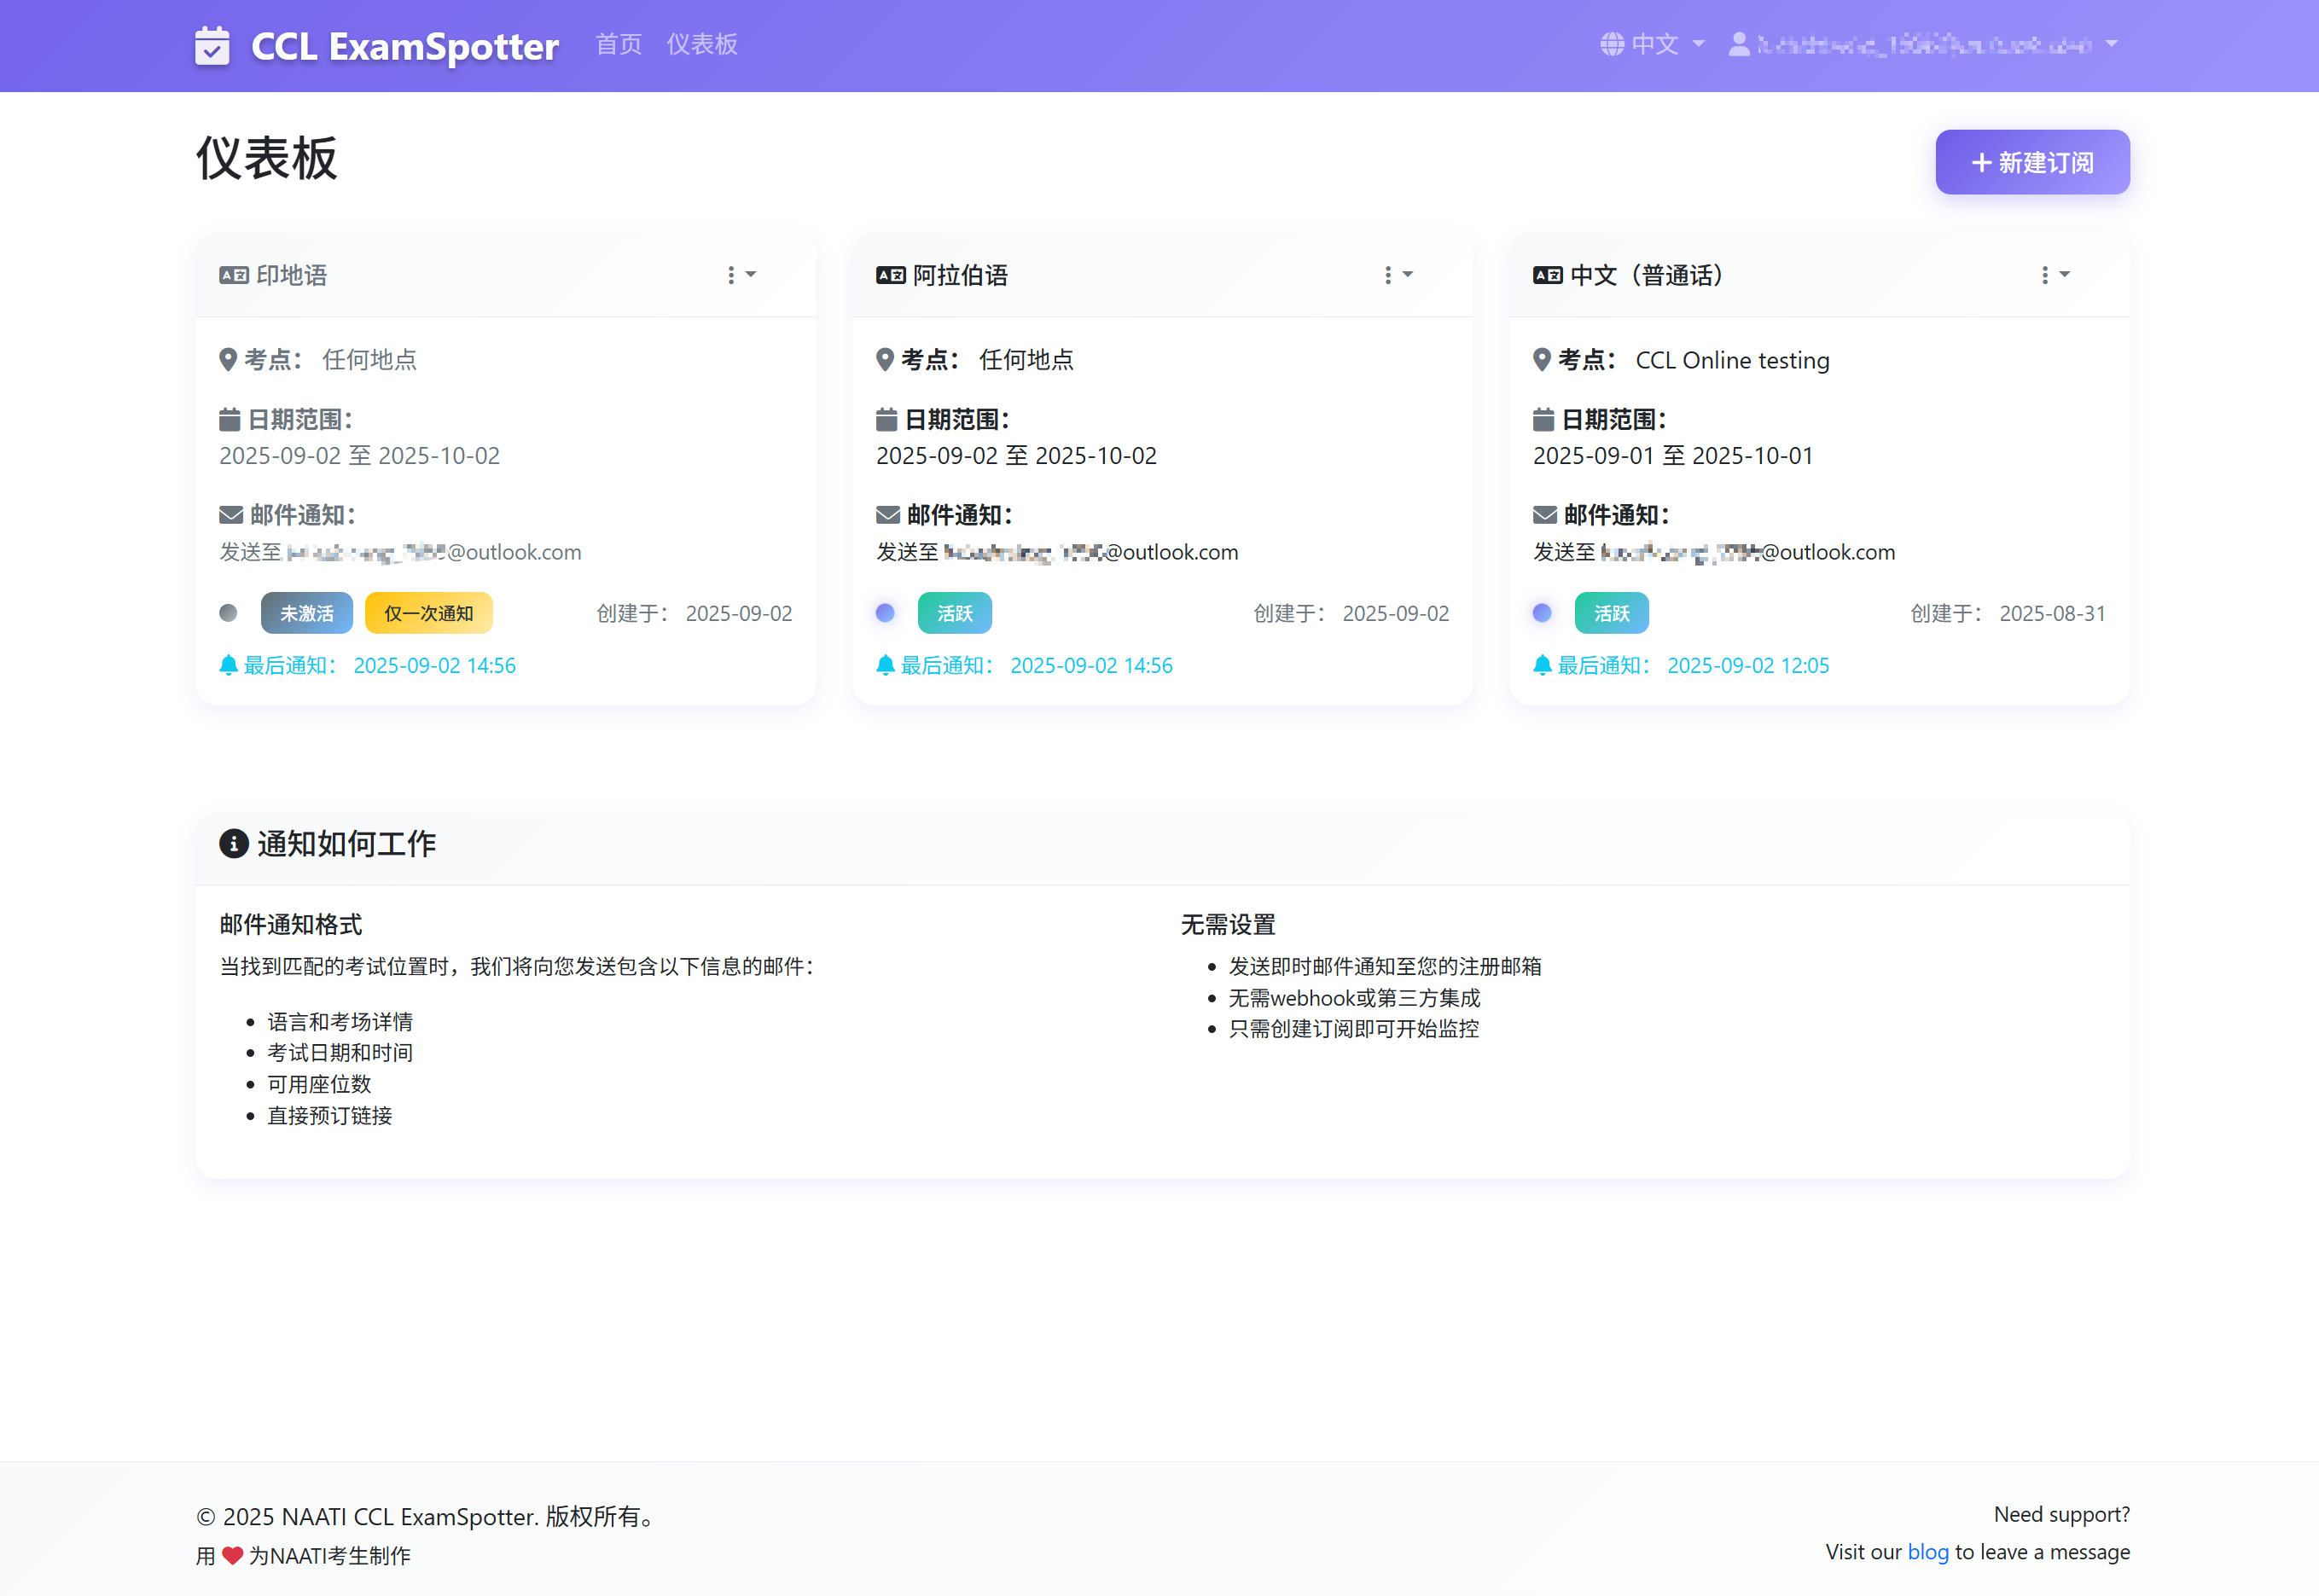 CCL ExamSpotter 首页 仪表板 中文
仪表板
新建订阅
印地语
考点： 任何地点
日期范围：
2025-09-02 至 2025-10-02
邮件通知：
发送至 @outlook.com
未激活 仅一次通知 创建于： 2025-09-02
最后通知： 2025-09-02 14:56
阿拉伯语
考点： 任何地点
日期范围：
2025-09-02 至 2025-10-02
邮件通知：
发送至 @outlook.com
活跃 创建于： 2025-09-02
最后通知： 2025-09-02 14:56
中文（普通话）
考点： CCL Online testing
日期范围：
2025-09-01 至 2025-10-01
邮件通知：
发送至 @outlook.com
活跃 创建于： 2025-08-31
最后通知： 2025-09-02 12:05
通知如何工作
邮件通知格式
当找到匹配的考试位置时，我们将向您发送包含以下信息的邮件：
语言和考场详情
考试日期和时间
可用座位数
直接预订链接
无需设置
发送即时邮件通知至您的注册邮箱
无需webhook或第三方集成
只需创建订阅即可开始监控
© 2025 NAATI CCL ExamSpotter. 版权所有。
用 为NAATI考生制作
Need support?
Visit our blog to leave a message